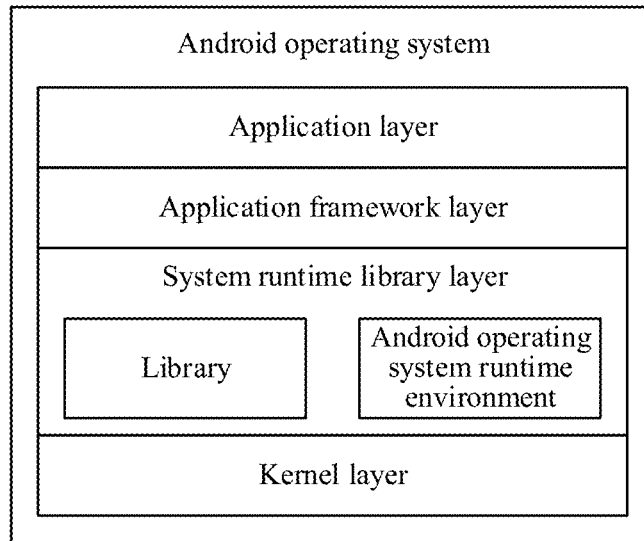 Android operating system
Application layer
Application framework layer
System runtime library layer
Library
Android operating
system runtime
environment
Kernel layer